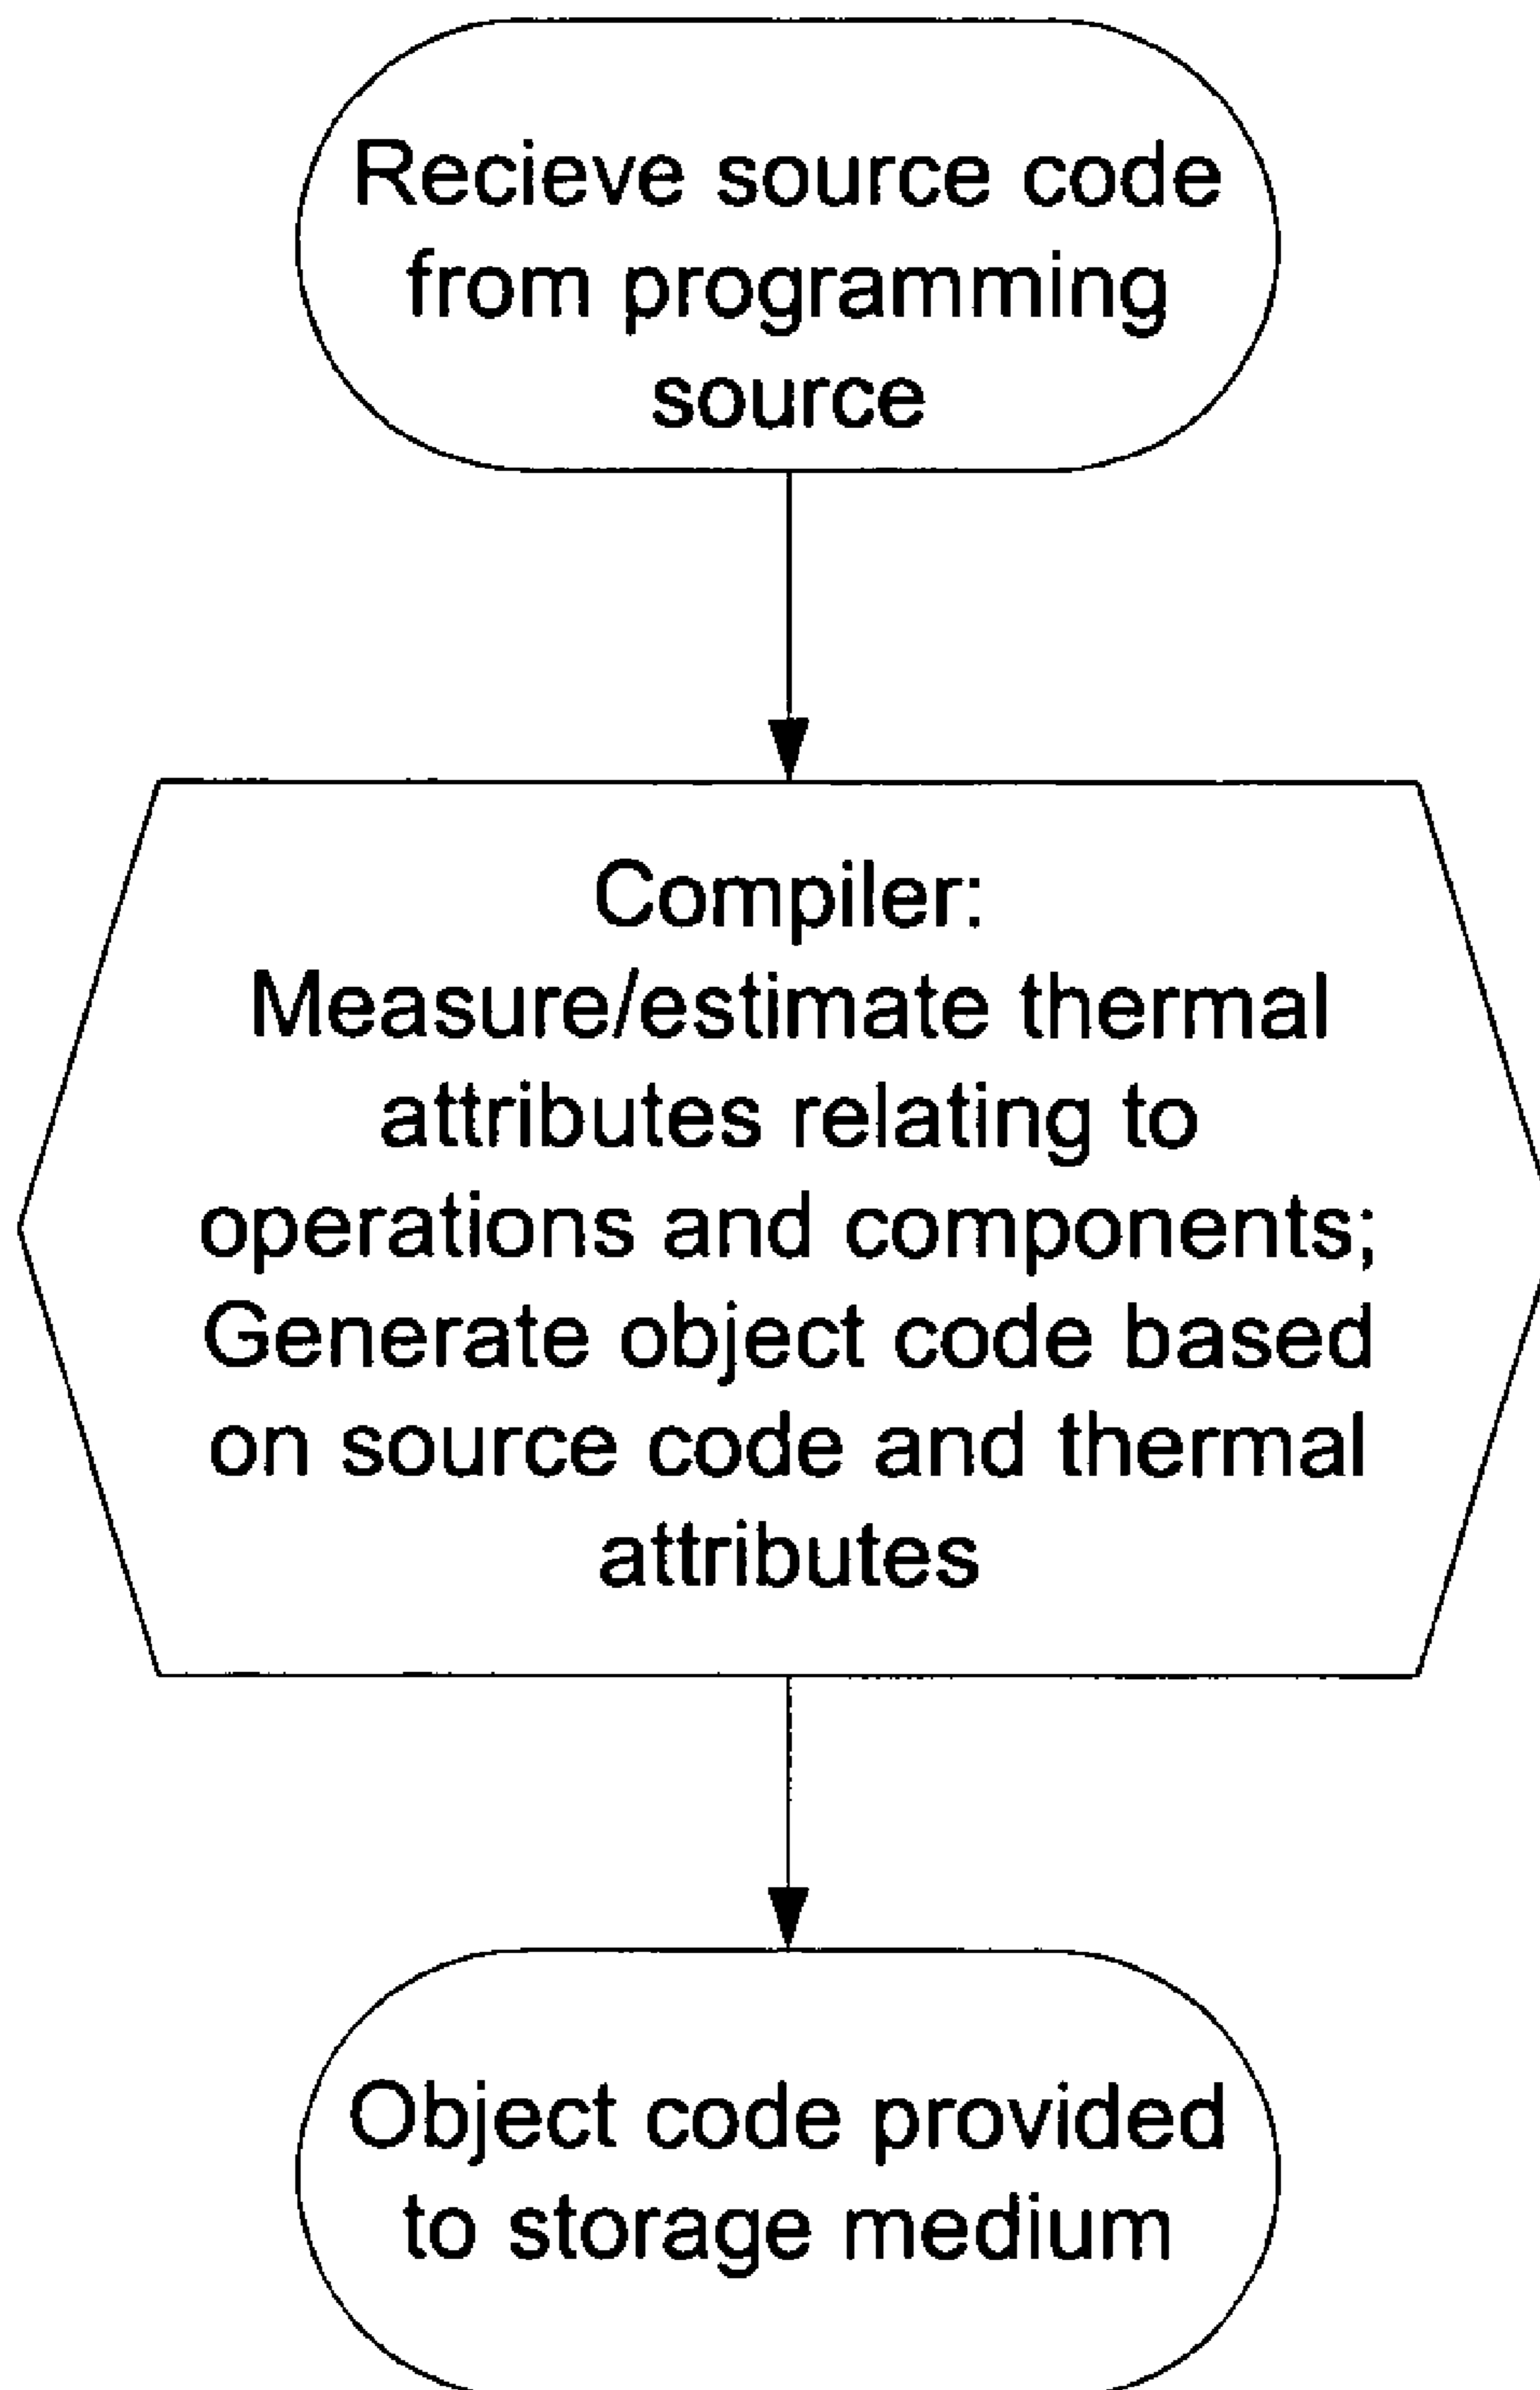 Recieve source code
from programming
source
Compiler:
Measure/estimate thermal
attributes relating to
operations and components;
Generate object code based
on source code and thermal
attributes
Object code provided
to storage medium